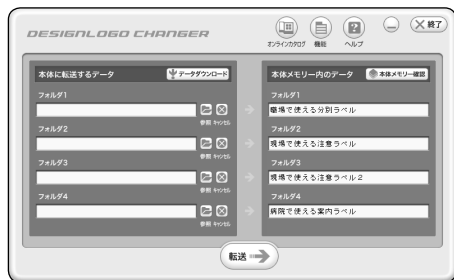 DESIGNLOGO CHANGER
オンラインカタログ 機能 ヘルプ
終了
本体に転送するデータ
データダウンロード
フォルダ1
参照 キャンセル
フォルダ2
参照 キャンセル
フォルダ3
参照 キャンセル
フォルダ4
参照 キャンセル
本体メモリー内のデータ
本体メモリー確認
フォルダ1
職場で使える分別ラベル
フォルダ2
現場で使える注意ラベル
フォルダ3
現場で使える注意ラベル2
フォルダ4
病院で使える案内ラベル
転送